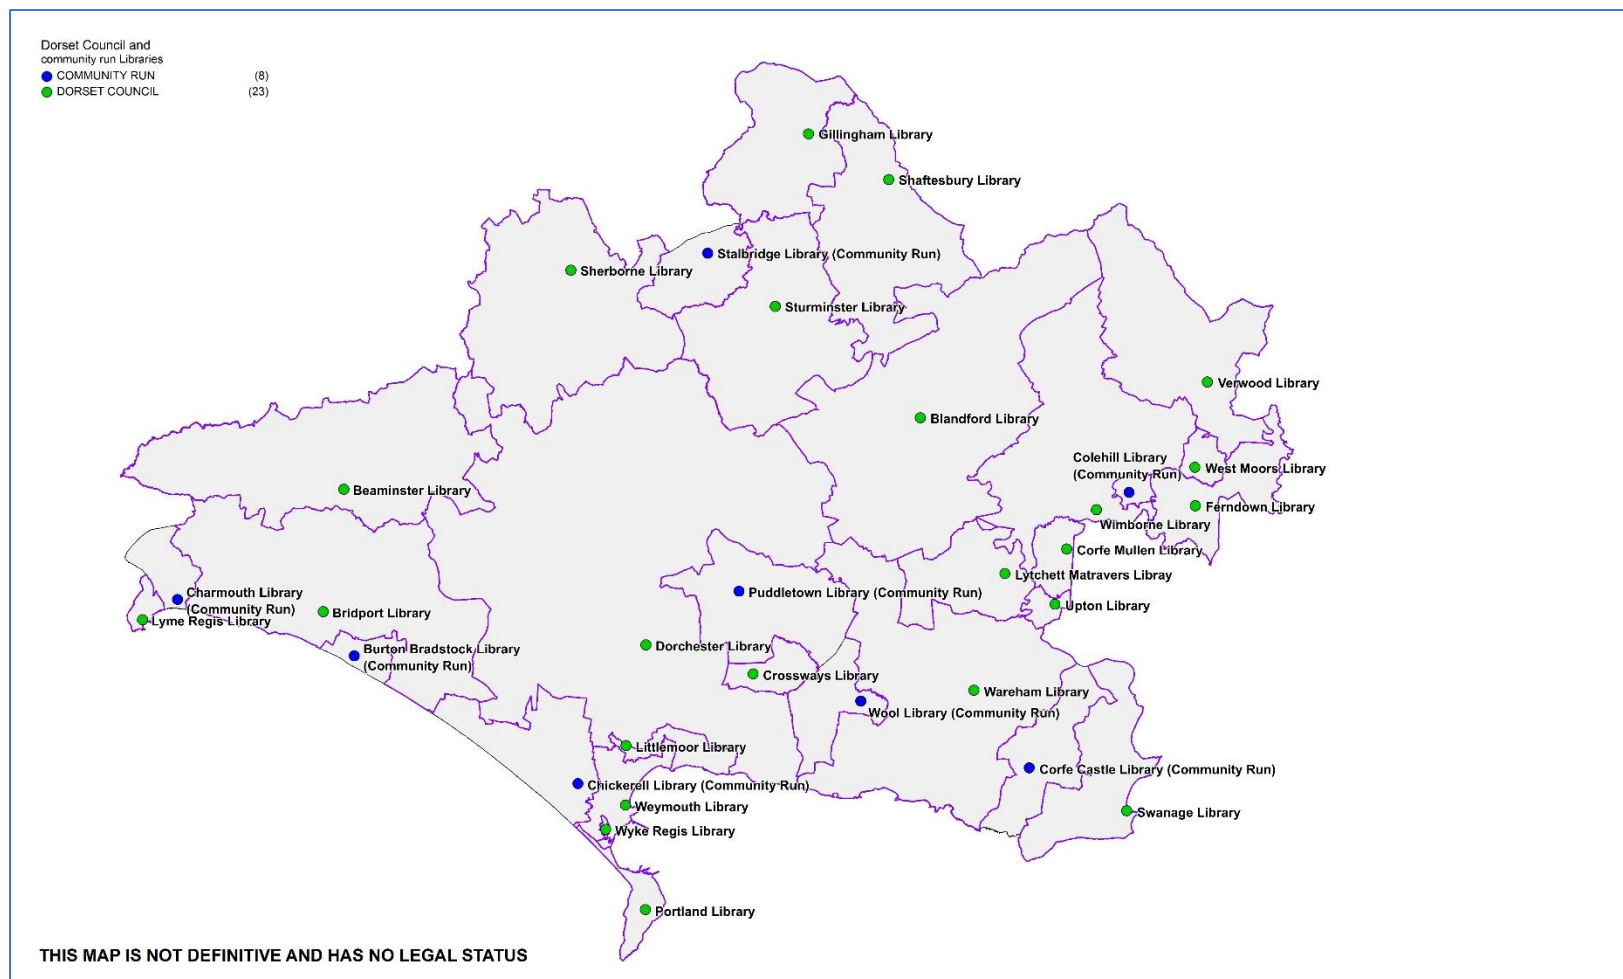 Dorset Council and
community run Libraries
COMMUNITY RUN (8)
DORSET COUNCIL (23)
Gillingham Library
Shaftesbury Library
Stalbridge Library (Community Run)
Sherborne Library
Sturminster Library
Verwood Library
Blandford Library
Colehill Library
(Community Run)
West Moors Library
Beaminster Library
Ferndown Library
Wimborne Library
Corfe Mullen Library
Lytchett Matravers Libray
Charmouth Library
(Community Run)
Puddletown Library (Community Run)
Upton Library
Bridport Library
Lyme Regis Library
Dorchester Library
Burton Bradstock Library
(Community Run)
Crossways Library
Wareham Library
Wool Library (Community Run)
Littlemoor Library
Corfe Castle Library (Community Run)
Chickerell Library (Community Run)
Weymouth Library
Swanage Library
Wyke Regis Library
Portland Library
THIS MAP IS NOT DEFINITIVE AND HAS NO LEGAL STATUS